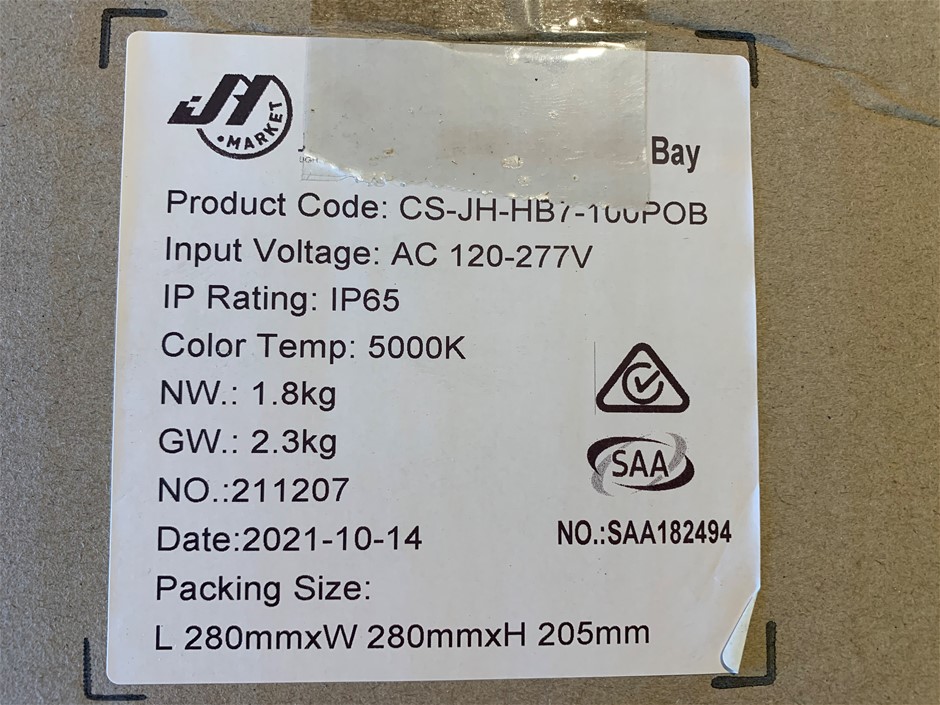 JH
•MARKET
Bay
Product Code: CS-JH-HB7-100POB
Input Voltage: AC 120-277V
IP Rating: IP65
Color Temp: 5000K
NW.: 1.8kg
GW.: 2.3kg
NO.:211207
SAA
Date:2021-10-14
NO.:SAA182494
Packing Size:
L 280mmxW 280mmxH 205mm